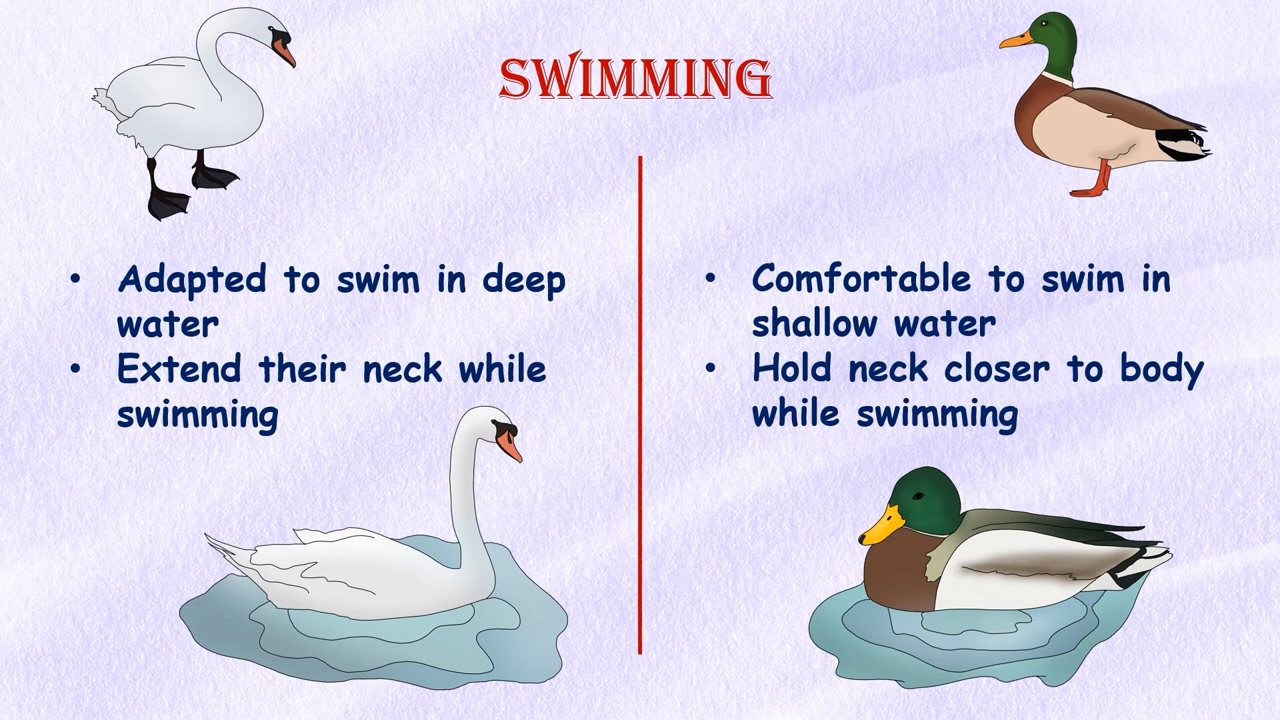 SWIMMING
• Adapted to swim in deep
water
• Extend their neck while
swimming
• Comfortable to swim in
shallow water
• Hold neck closer to body
while swimming